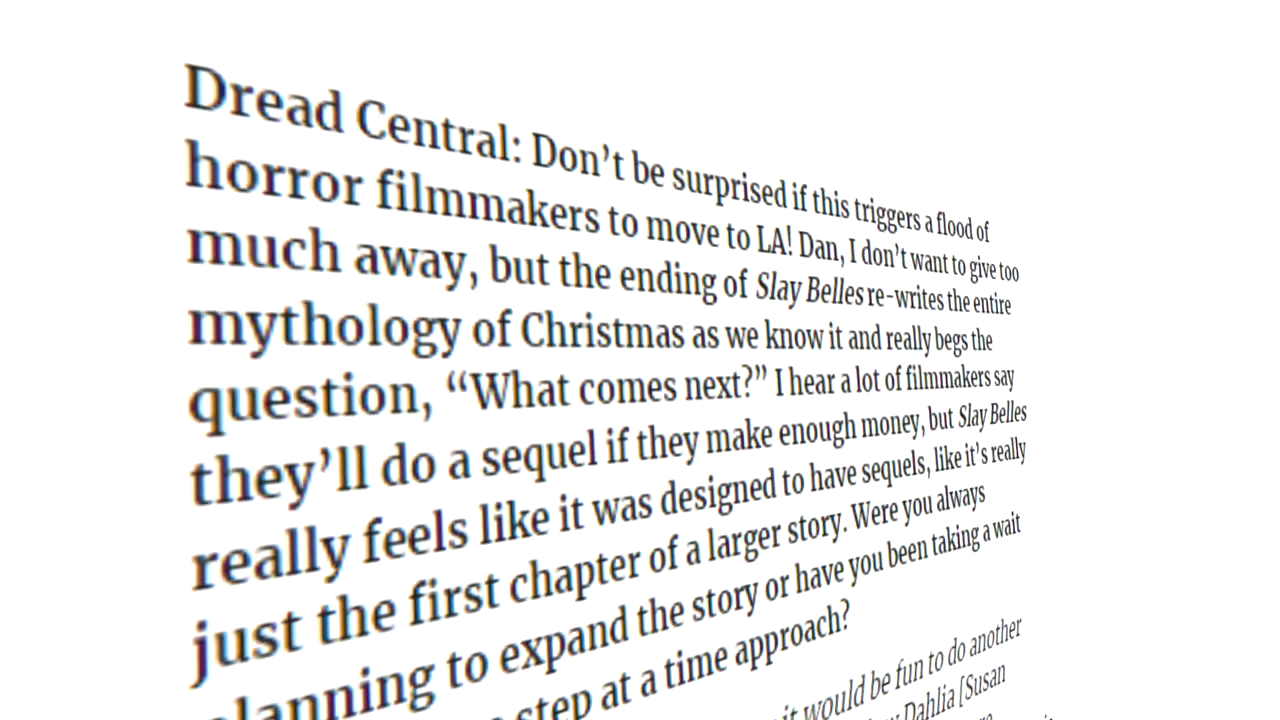 Dread Central: Don’t be surprised if this triggers a flood of
horror filmmakers to move to LA! Dan, I don’t want to give too
much away, but the ending of Slay Belles re-writes the entire
mythology of Christmas as we know it and really begs the
question, “What comes next?” I hear a lot of filmmakers say
they’ll do a sequel if they make enough money, but Slay Belles
really feels like it was designed to have sequels, like it’s really
just the first chapter of a larger story. Were you always
planning to expand the story or have you been taking a wait
step at a time approach?
it would be fun to do another
Dahlia [Susan